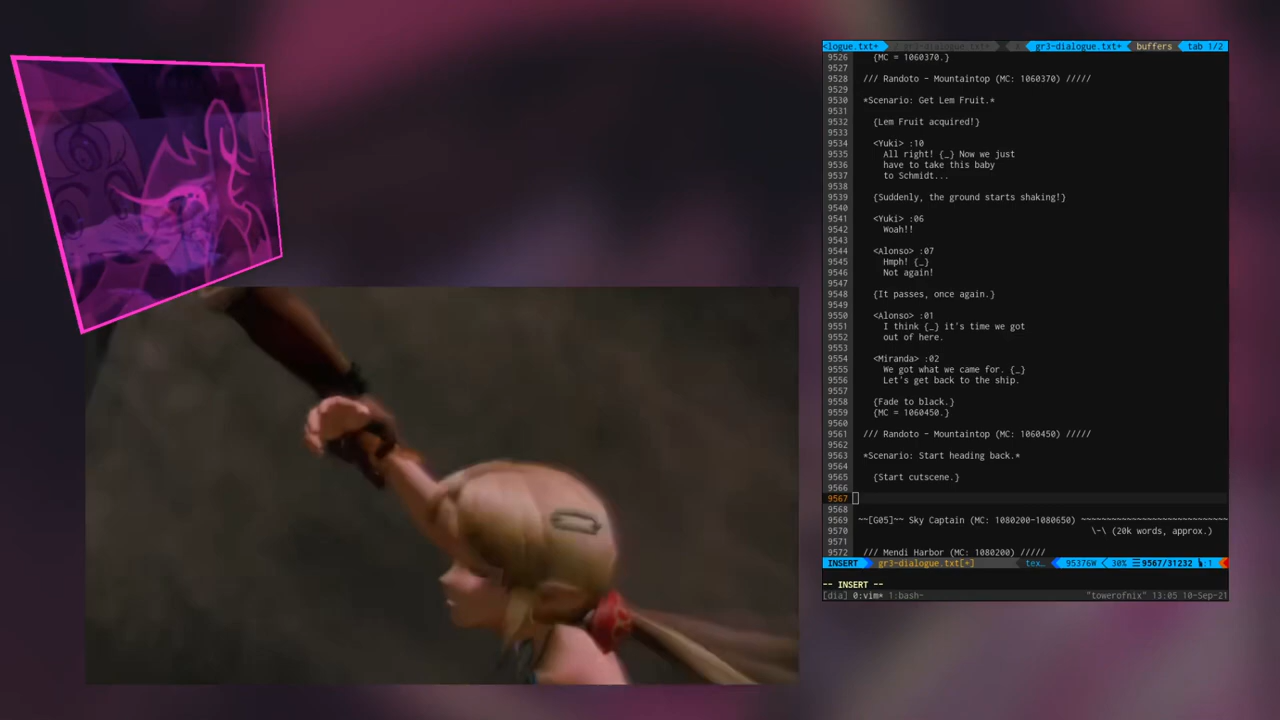 <logue.txt+ gr3-dialogue.txt+ buffers tab 1/2
9526 {MC = 1060370.}
9527
9528 /// Randoto - Mountaintop (MC: 1060370) /////
9529
9530 *Scenario: Get Lem Fruit.*
9531
9532 {Lem Fruit acquired!}
9533
9534 <Yuki> :10
9535 All right! {_} Now we just
9536 have to take this baby
9537 to Schmidt...
9538
9539 {Suddenly, the ground starts shaking!}
9540
9541 <Yuki> :06
9542 Woah!!
9543
9544 <Alonso> :07
9545 Hmph! {_}
9546 Not again!
9547
9548 {It passes, once again.}
9549
9550 <Alonso> :01
9551 I think {_} it's time we got
9552 out of here.
9553
9554 <Miranda> :02
9555 We got what we came for. {_}
9556 Let's get back to the ship.
9557
9558 {Fade to black.}
9559 {MC = 1060450.}
9560
9561 /// Randoto - Mountaintop (MC: 1060450) /////
9562
9563 *Scenario: Start heading back.*
9564
9565 {Start cutscene.}
9566
9567
9568
9569 ~~[G05]~~ Sky Captain (MC: 1080200-1080650) ~~~~~~~~~~~~~~~~~~~~~~~~~~~~
9570 \-\ (20k words, approx.)
9571
9572 /// Mendi Harbor (MC: 1080200) /////
INSERT gr3-dialogue.txt[+] tex… 95376W 30% 9567/31232 :1
-- INSERT --
[dia] 0:vim* 1:bash- "towerofnix" 13:05 10-Sep-21